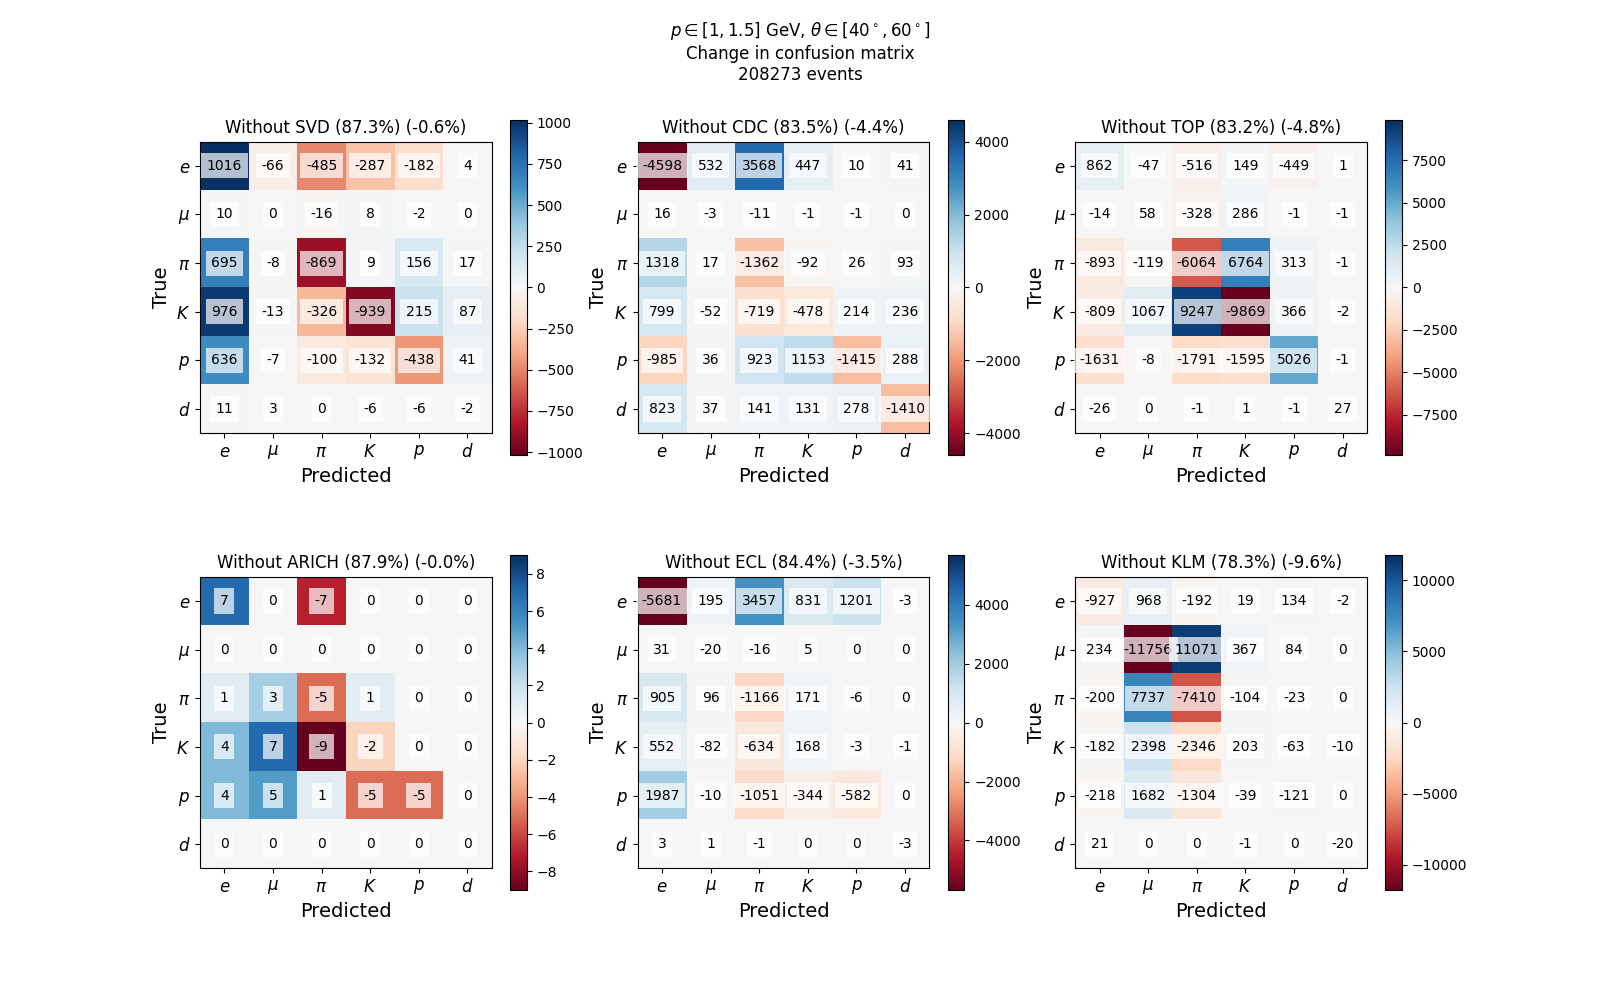 p ∈ [1, 1.5] GeV, θ ∈ [40°, 60°]
Change in confusion matrix
208273 events
Without SVD (87.3%) (-0.6%)
e 1016 -66 -485 -287 -182 4
μ 10 0 -16 8 -2 0
π 695 -8 -869 9 156 17
K 976 -13 -326 -939 215 87
p 636 -7 -100 -132 -438 41
d 11 3 0 -6 -6 -2
e μ π K p d
Predicted
True
1000
750
500
250
0
−250
−500
−750
−1000
Without CDC (83.5%) (-4.4%)
e -4598 532 3568 447 10 41
μ 16 -3 -11 -1 -1 0
π 1318 17 -1362 -92 26 93
K 799 -52 -719 -478 214 236
p -985 36 923 1153 -1415 288
d 823 37 141 131 278 -1410
e μ π K p d
Predicted
True
4000
2000
0
−2000
−4000
Without TOP (83.2%) (-4.8%)
e 862 -47 -516 149 -449 1
μ -14 58 -328 286 -1 -1
π -893 -119 -6064 6764 313 -1
K -809 1067 9247 -9869 366 -2
p -1631 -8 -1791 -1595 5026 -1
d -26 0 -1 1 -1 27
e μ π K p d
Predicted
True
7500
5000
2500
0
−2500
−5000
−7500
Without ARICH (87.9%) (-0.0%)
e 7 0 -7 0 0 0
μ 0 0 0 0 0 0
π 1 3 -5 1 0 0
K 4 7 -9 -2 0 0
p 4 5 1 -5 -5 0
d 0 0 0 0 0 0
e μ π K p d
Predicted
True
8
6
4
2
0
−2
−4
−6
−8
Without ECL (84.4%) (-3.5%)
e -5681 195 3457 831 1201 -3
μ 31 -20 -16 5 0 0
π 905 96 -1166 171 -6 0
K 552 -82 -634 168 -3 -1
p 1987 -10 -1051 -344 -582 0
d 3 1 -1 0 0 -3
e μ π K p d
Predicted
True
4000
2000
0
−2000
−4000
Without KLM (78.3%) (-9.6%)
e -927 968 -192 19 134 -2
μ 234 -11756 11071 367 84 0
π -200 7737 -7410 -104 -23 0
K -182 2398 -2346 203 -63 -10
p -218 1682 -1304 -39 -121 0
d 21 0 0 -1 0 -20
e μ π K p d
Predicted
True
10000
5000
0
−5000
−10000